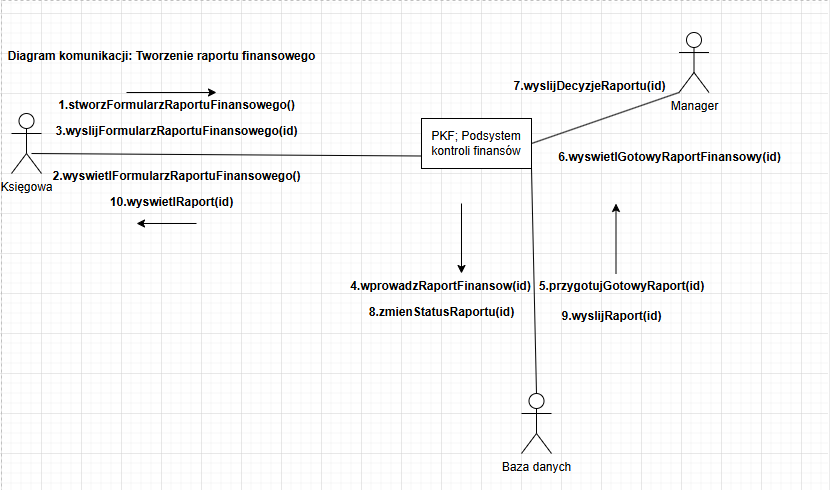 Diagram komunikacji: Tworzenie raportu finansowego
1.stworzFormularzRaportuFinansowego()
3.wyslijFormularzRaportuFinansowego(id)
Księgowa
2.wyswietlFormularzRaportuFinansowego()
10.wyswietlRaport(id)
PKF; Podsystem
kontroli finansów
7.wyslijDecyzjeRaportu(id)
Manager
6.wyswietlGotowyRaportFinansowy(id)
4.wprowadzRaportFinansow(id)
8.zmienStatusRaportu(id)
5.przygotujGotowyRaport(id)
9.wyslijRaport(id)
Baza danych